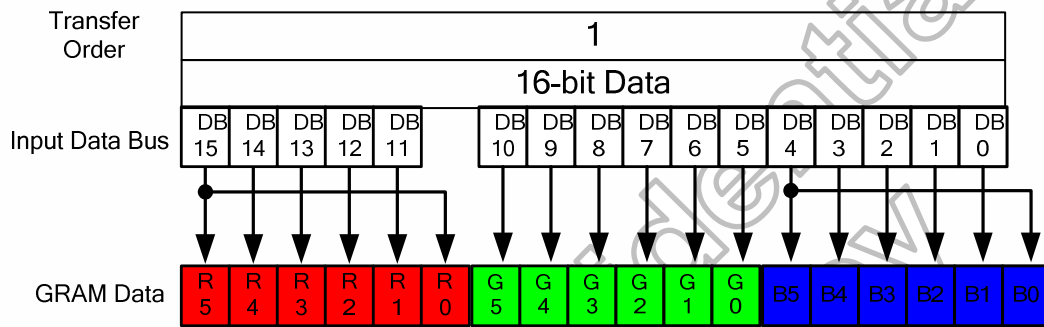 Transfer Order
1
16-bit Data
Input Data Bus
DB 15 DB 14 DB 13 DB 12 DB 11 DB 10 DB 9 DB 8 DB 7 DB 6 DB 5 DB 4 DB 3 DB 2 DB 1 DB 0
GRAM Data
R 5 R 4 R 3 R 2 R 1 R 0 G 5 G 4 G 3 G 2 G 1 G 0 B5 B4 B3 B2 B1 B0